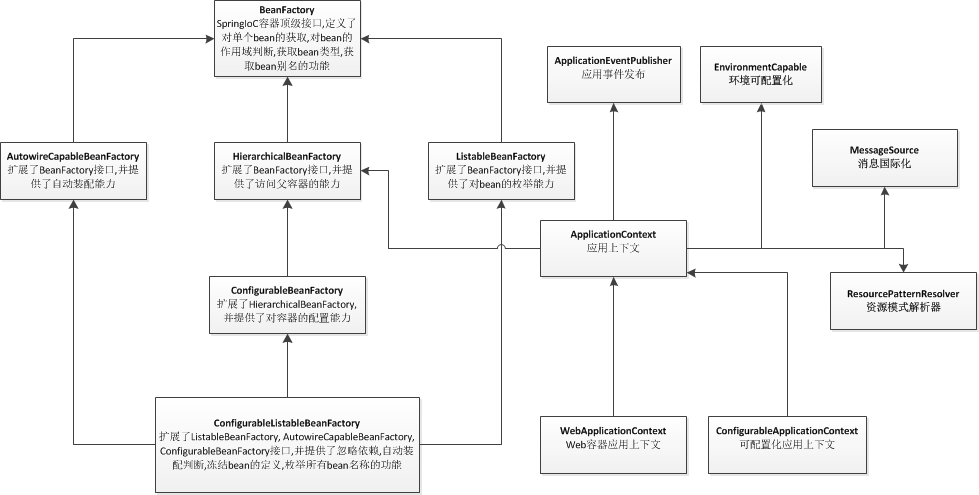 BeanFactory
SpringIoC容器顶级接口,定义了
对单个bean的获取,对bean的
作用域判断,获取bean类型,获
取bean别名的功能
ApplicationEventPublisher
应用事件发布
EnvironmentCapable
环境可配置化
MessageSource
消息国际化
AutowireCapableBeanFactory
扩展了BeanFactory接口,并提
供了自动装配能力
HierarchicalBeanFactory
扩展了BeanFactory接口,并提
供了访问父容器的能力
ListableBeanFactory
扩展了BeanFactory接口,并提
供了对bean的枚举能力
ApplicationContext
应用上下文
ConfigurableBeanFactory
扩展了HierarchicalBeanFactory,
并提供了对容器的配置能力
ResourcePatternResolver
资源模式解析器
ConfigurableListableBeanFactory
扩展了ListableBeanFactory, AutowireCapableBeanFactory,
ConfigurableBeanFactory接口,并提供了忽略依赖,自动装
配判断,冻结bean的定义,枚举所有bean名称的功能
WebApplicationContext
Web容器应用上下文
ConfigurableApplicationContext
可配置化应用上下文